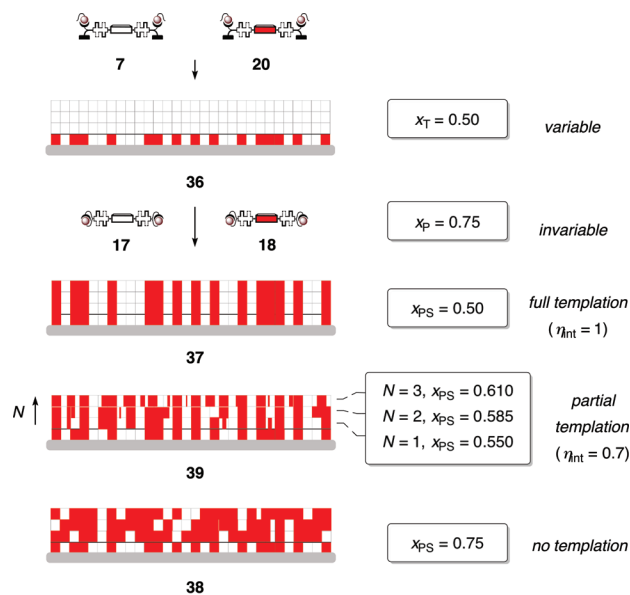 7
20
x_T = 0.50
variable
36
x_P = 0.75
invariable
17
18
x_PS = 0.50
full templation
(η_int = 1)
37
N
N = 3, x_PS = 0.610
N = 2, x_PS = 0.585
N = 1, x_PS = 0.550
partial
templation
(η_int = 0.7)
39
x_PS = 0.75
no templation
38